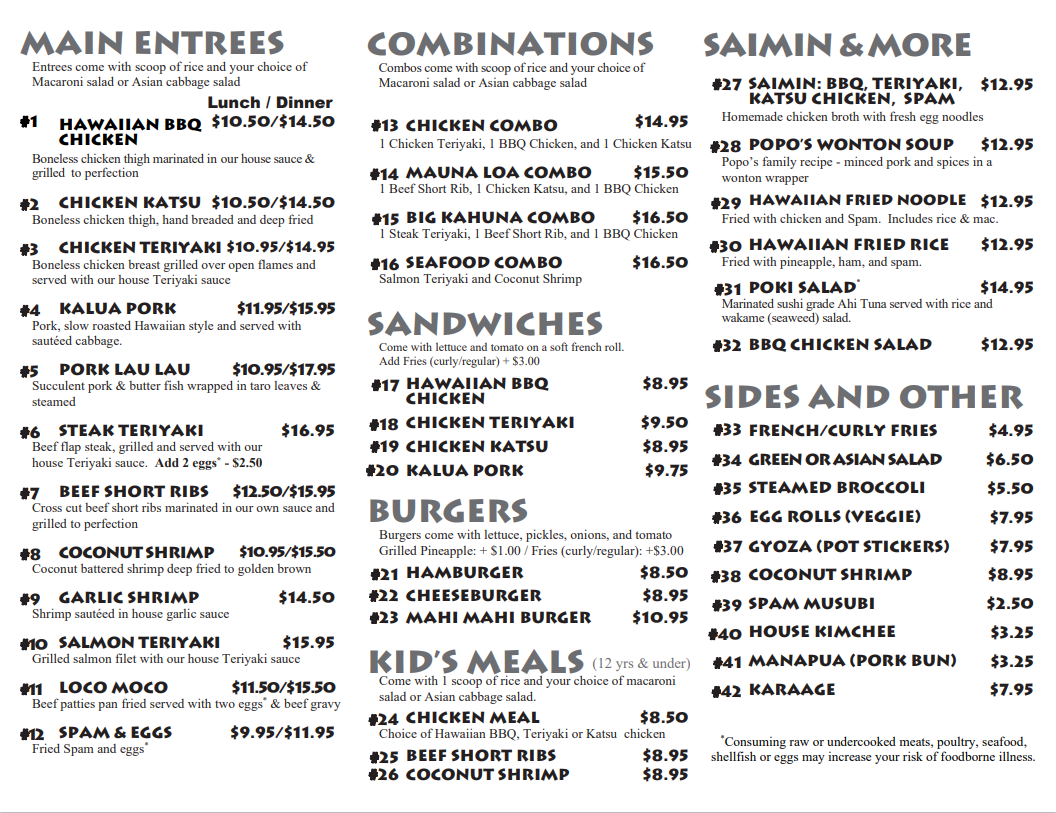 MAIN ENTREES
Entrees come with scoop of rice and your choice of
Macaroni salad or Asian cabbage salad
Lunch / Dinner
#1 HAWAIIAN BBQ $10.50/$14.50
CHICKEN
Boneless chicken thigh marinated in our house sauce &
grilled to perfection
#2 CHICKEN KATSU $10.50/$14.50
Boneless chicken thigh, hand breaded and deep fried
#3 CHICKEN TERIYAKI $10.95/$14.95
Boneless chicken breast grilled over open flames and
served with our house Teriyaki sauce
#4 KALUA PORK $11.95/$15.95
Pork, slow roasted Hawaiian style and served with
sautéed cabbage.
#5 PORK LAU LAU $10.95/$17.95
Succulent pork & butter fish wrapped in taro leaves &
steamed
#6 STEAK TERIYAKI $16.95
Beef flap steak, grilled and served with our
house Teriyaki sauce. Add 2 eggs* - $2.50
#7 BEEF SHORT RIBS $12.50/$15.95
Cross cut beef short ribs marinated in our own sauce and
grilled to perfection
#8 COCONUT SHRIMP $10.95/$15.50
Coconut battered shrimp deep fried to golden brown
#9 GARLIC SHRIMP $14.50
Shrimp sautéed in house garlic sauce
#10 SALMON TERIYAKI $15.95
Grilled salmon filet with our house Teriyaki sauce
#11 LOCO MOCO $11.50/$15.50
Beef patties pan fried served with two eggs* & beef gravy
#12 SPAM & EGGS $9.95/$11.95
Fried Spam and eggs*
COMBINATIONS
Combos come with scoop of rice and your choice of
Macaroni salad or Asian cabbage salad
#13 CHICKEN COMBO $14.95
1 Chicken Teriyaki, 1 BBQ Chicken, and 1 Chicken Katsu
#14 MAUNA LOA COMBO $15.50
1 Beef Short Rib, 1 Chicken Katsu, and 1 BBQ Chicken
#15 BIG KAHUNA COMBO $16.50
1 Steak Teriyaki, 1 Beef Short Rib, and 1 BBQ Chicken
#16 SEAFOOD COMBO $16.50
Salmon Teriyaki and Coconut Shrimp
SANDWICHES
Come with lettuce and tomato on a soft french roll.
Add Fries (curly/regular) + $3.00
#17 HAWAIIAN BBQ $8.95
CHICKEN
#18 CHICKEN TERIYAKI $9.50
#19 CHICKEN KATSU $8.95
#20 KALUA PORK $9.75
BURGERS
Burgers come with lettuce, pickles, onions, and tomato
Grilled Pineapple: + $1.00 / Fries (curly/regular): +$3.00
#21 HAMBURGER $8.50
#22 CHEESEBURGER $8.95
#23 MAHI MAHI BURGER $10.95
KID'S MEALS (12 yrs & under)
Come with 1 scoop of rice and your choice of macaroni
salad or Asian cabbage salad.
#24 CHICKEN MEAL $8.50
Choice of Hawaiian BBQ, Teriyaki or Katsu chicken
#25 BEEF SHORT RIBS $8.95
#26 COCONUT SHRIMP $8.95
SAIMIN & MORE
#27 SAIMIN: BBQ, TERIYAKI, $12.95
KATSU CHICKEN, SPAM
Homemade chicken broth with fresh egg noodles
#28 POPO'S WONTON SOUP $12.95
Popo's family recipe - minced pork and spices in a
wonton wrapper
#29 HAWAIIAN FRIED NOODLE $12.95
Fried with chicken and Spam. Includes rice & mac.
#30 HAWAIIAN FRIED RICE $12.95
Fried with pineapple, ham, and spam.
#31 POKI SALAD* $14.95
Marinated sushi grade Ahi Tuna served with rice and
wakame (seaweed) salad.
#32 BBQ CHICKEN SALAD $12.95
SIDES AND OTHER
#33 FRENCH/CURLY FRIES $4.95
#34 GREEN OR ASIAN SALAD $6.50
#35 STEAMED BROCCOLI $5.50
#36 EGG ROLLS (VEGGIE) $7.95
#37 GYOZA (POT STICKERS) $7.95
#38 COCONUT SHRIMP $8.95
#39 SPAM MUSUBI $2.50
#40 HOUSE KIMCHEE $3.25
#41 MANAPUA (PORK BUN) $3.25
#42 KARAAGE $7.95
*Consuming raw or undercooked meats, poultry, seafood,
shellfish or eggs may increase your risk of foodborne illness.